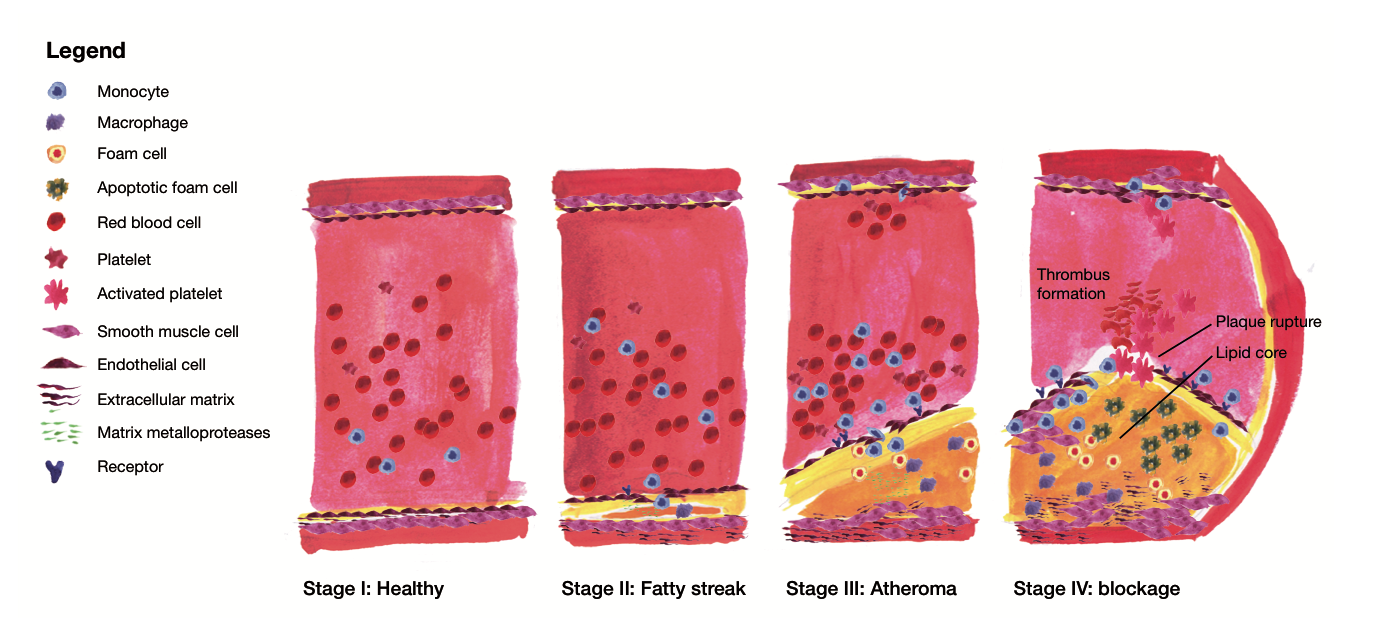 Legend
Monocyte
Macrophage
Foam cell
Apoptotic foam cell
Red blood cell
Platelet
Activated platelet
Smooth muscle cell
Endothelial cell
Extracellular matrix
Matrix metalloproteases
Receptor
Thrombus
formation
Plaque rupture
Lipid core
Stage I: Healthy
Stage II: Fatty streak
Stage III: Atheroma
Stage IV: blockage